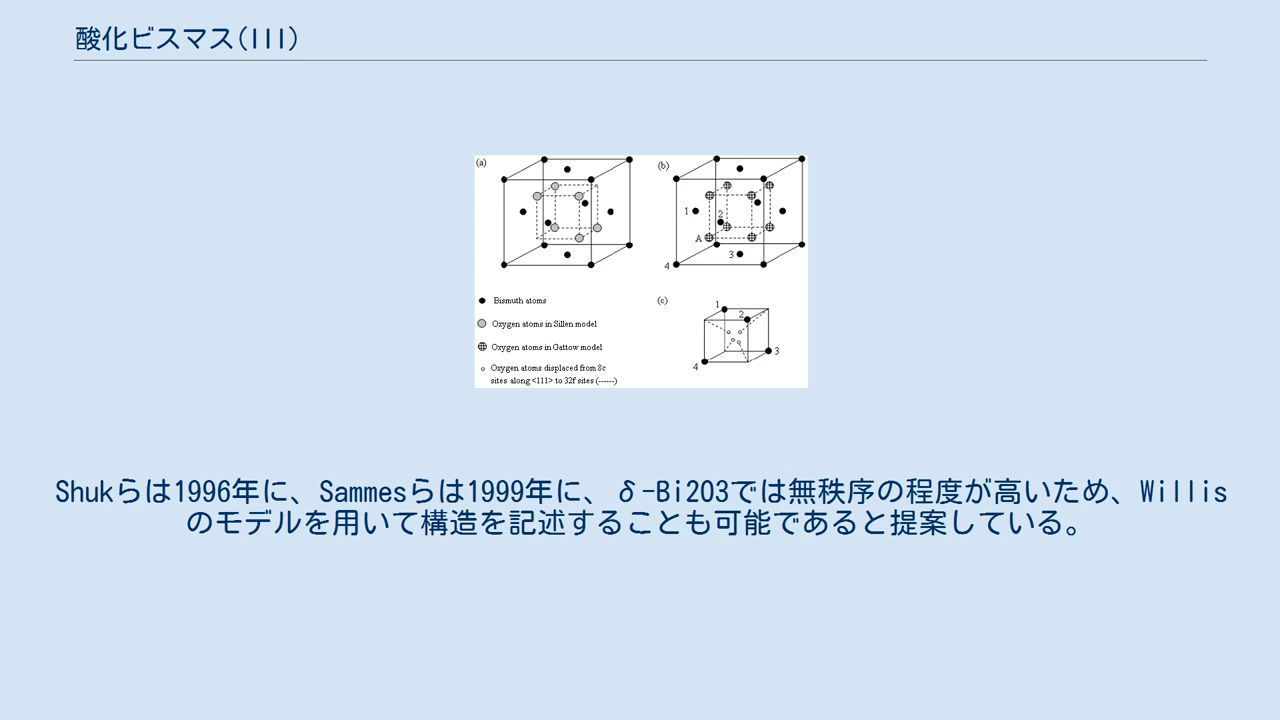 酸化ビスマス(III)
(a)
(b)
1
2
A
3
4
Bismuth atoms
Oxygen atoms in Sillen model
Oxygen atoms in Gattow model
Oxygen atoms displaced from 8c
sites along <111> to 32f sites (------)
(c)
1
2
3
4
Shukらは1996年に、Sammesらは1999年に、δ-Bi2O3では無秩序の程度が高いため、Willis
のモデルを用いて構造を記述することも可能であると提案している。